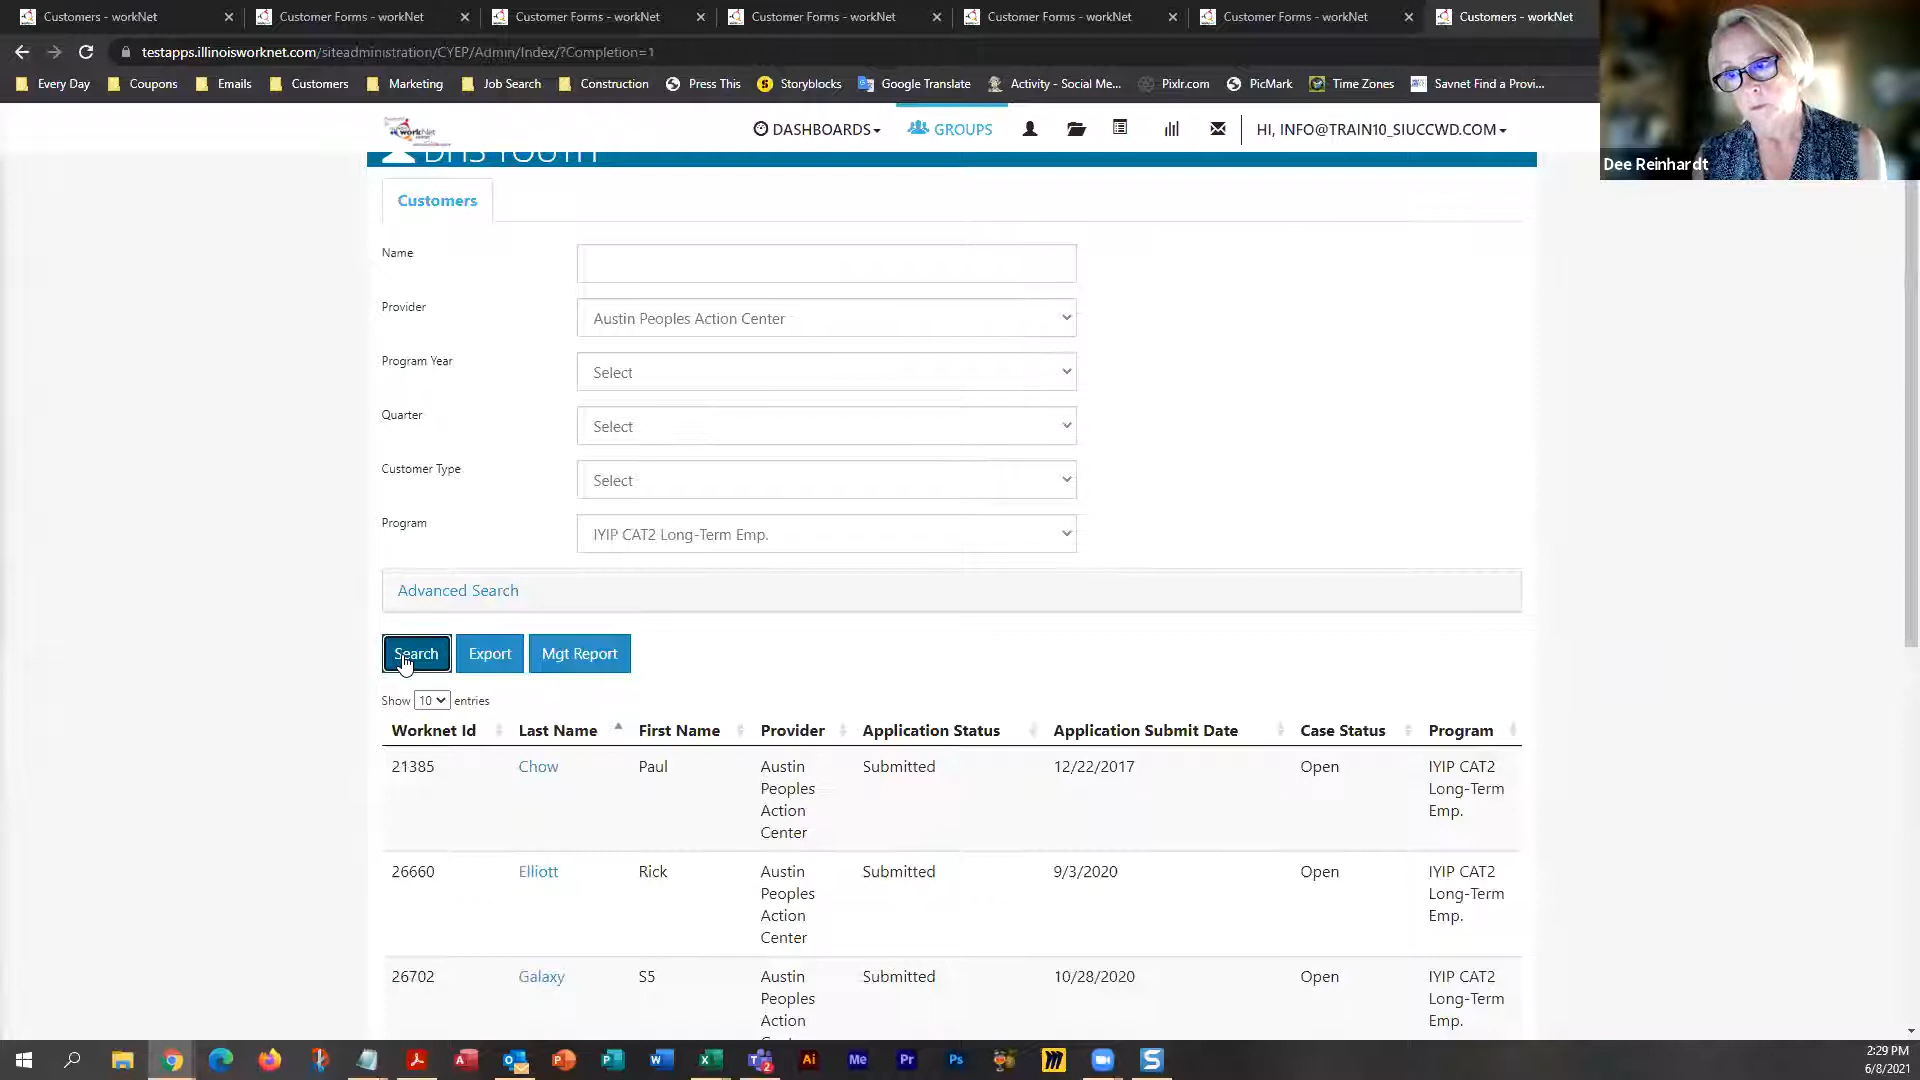 Customers - workNet
Customer Forms - workNet
Customer Forms - workNet
Customer Forms - workNet
Customer Forms - workNet
Customer Forms - workNet
Customers - workNet
testapps.illinoisworknet.com/siteadministration/CYEP/Admin/Index/?Completion=1
Every Day
Coupons
Emails
Customers
Marketing
Job Search
Construction
Press This
Storyblocks
Google Translate
Activity - Social Me...
Pixlr.com
PicMark
Time Zones
Savnet Find a Provi...
Dee Reinhardt
workNet
DASHBOARDS
GROUPS
HI, INFO@TRAIN10_SIUCCWD.COM
DHS YOUTH
Customers
Name
Provider
Austin Peoples Action Center
Program Year
Select
Quarter
Select
Customer Type
Select
Program
IYIP CAT2 Long-Term Emp.
Advanced Search
Search Export Mgt Report
Show 10 entries
Worknet Id Last Name First Name Provider Application Status Application Submit Date Case Status Program
21385 Chow Paul Austin Submitted 12/22/2017 Open IYIP CAT2
Peoples Long-Term
Action Emp.
Center
26660 Elliott Rick Austin Submitted 9/3/2020 Open IYIP CAT2
Peoples Long-Term
Action Emp.
Center
26702 Galaxy S5 Austin Submitted 10/28/2020 Open IYIP CAT2
Peoples Long-Term
Action Emp.
2:29 PM
6/8/2021